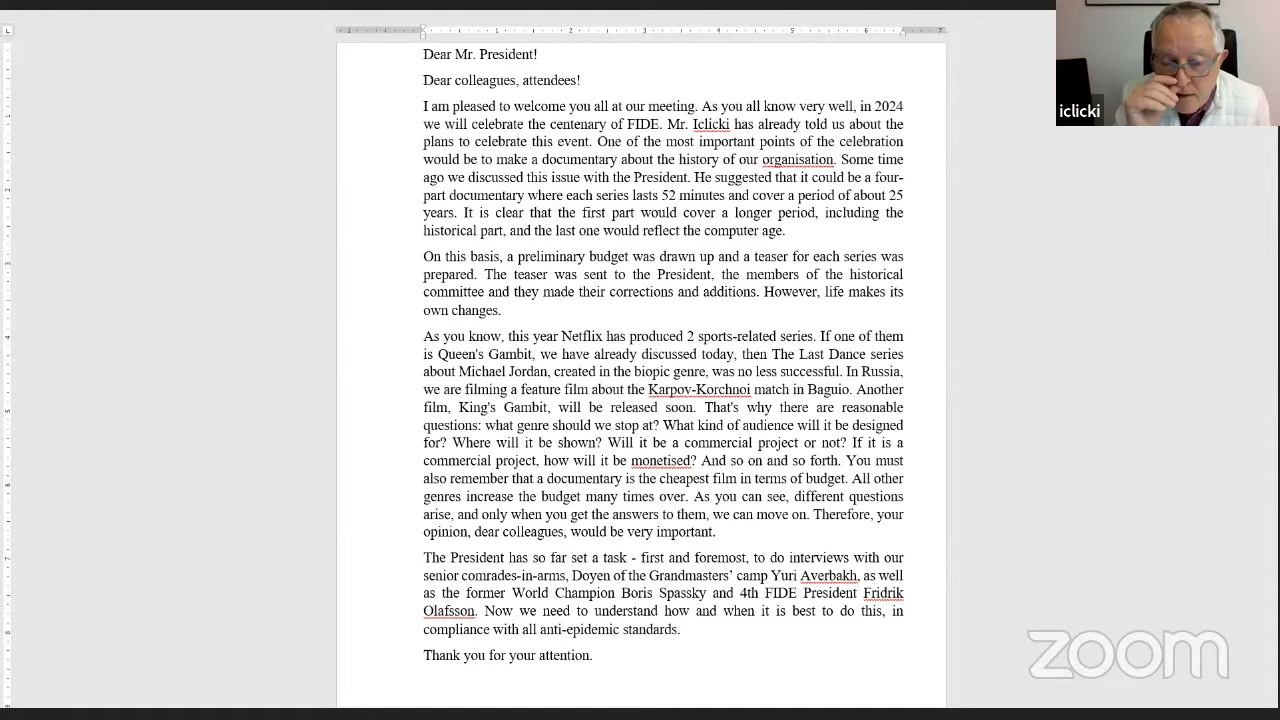 Dear Mr. President!
Dear colleagues, attendees!
I am pleased to welcome you all at our meeting. As you all know very well, in 2024
we will celebrate the centenary of FIDE. Mr. Iclicki has already told us about the
plans to celebrate this event. One of the most important points of the celebration
would be to make a documentary about the history of our organisation. Some time
ago we discussed this issue with the President. He suggested that it could be a four-
part documentary where each series lasts 52 minutes and cover a period of about 25
years. It is clear that the first part would cover a longer period, including the
historical part, and the last one would reflect the computer age.
On this basis, a preliminary budget was drawn up and a teaser for each series was
prepared. The teaser was sent to the President, the members of the historical
committee and they made their corrections and additions. However, life makes its
own changes.
As you know, this year Netflix has produced 2 sports-related series. If one of them
is Queen's Gambit, we have already discussed today, then The Last Dance series
about Michael Jordan, created in the biopic genre, was no less successful. In Russia,
we are filming a feature film about the Karpov-Korchnoi match in Baguio. Another
film, King's Gambit, will be released soon. That's why there are reasonable
questions: what genre should we stop at? What kind of audience will it be designed
for? Where will it be shown? Will it be a commercial project or not? If it is a
commercial project, how will it be monetised? And so on and so forth. You must
also remember that a documentary is the cheapest film in terms of budget. All other
genres increase the budget many times over. As you can see, different questions
arise, and only when you get the answers to them, we can move on. Therefore, your
opinion, dear colleagues, would be very important.
The President has so far set a task - first and foremost, to do interviews with our
senior comrades-in-arms, Doyen of the Grandmasters’ camp Yuri Averbakh, as well
as the former World Champion Boris Spassky and 4th FIDE President Fridrik
Olafsson. Now we need to understand how and when it is best to do this, in
compliance with all anti-epidemic standards.
Thank you for your attention.
iclicki
zoom